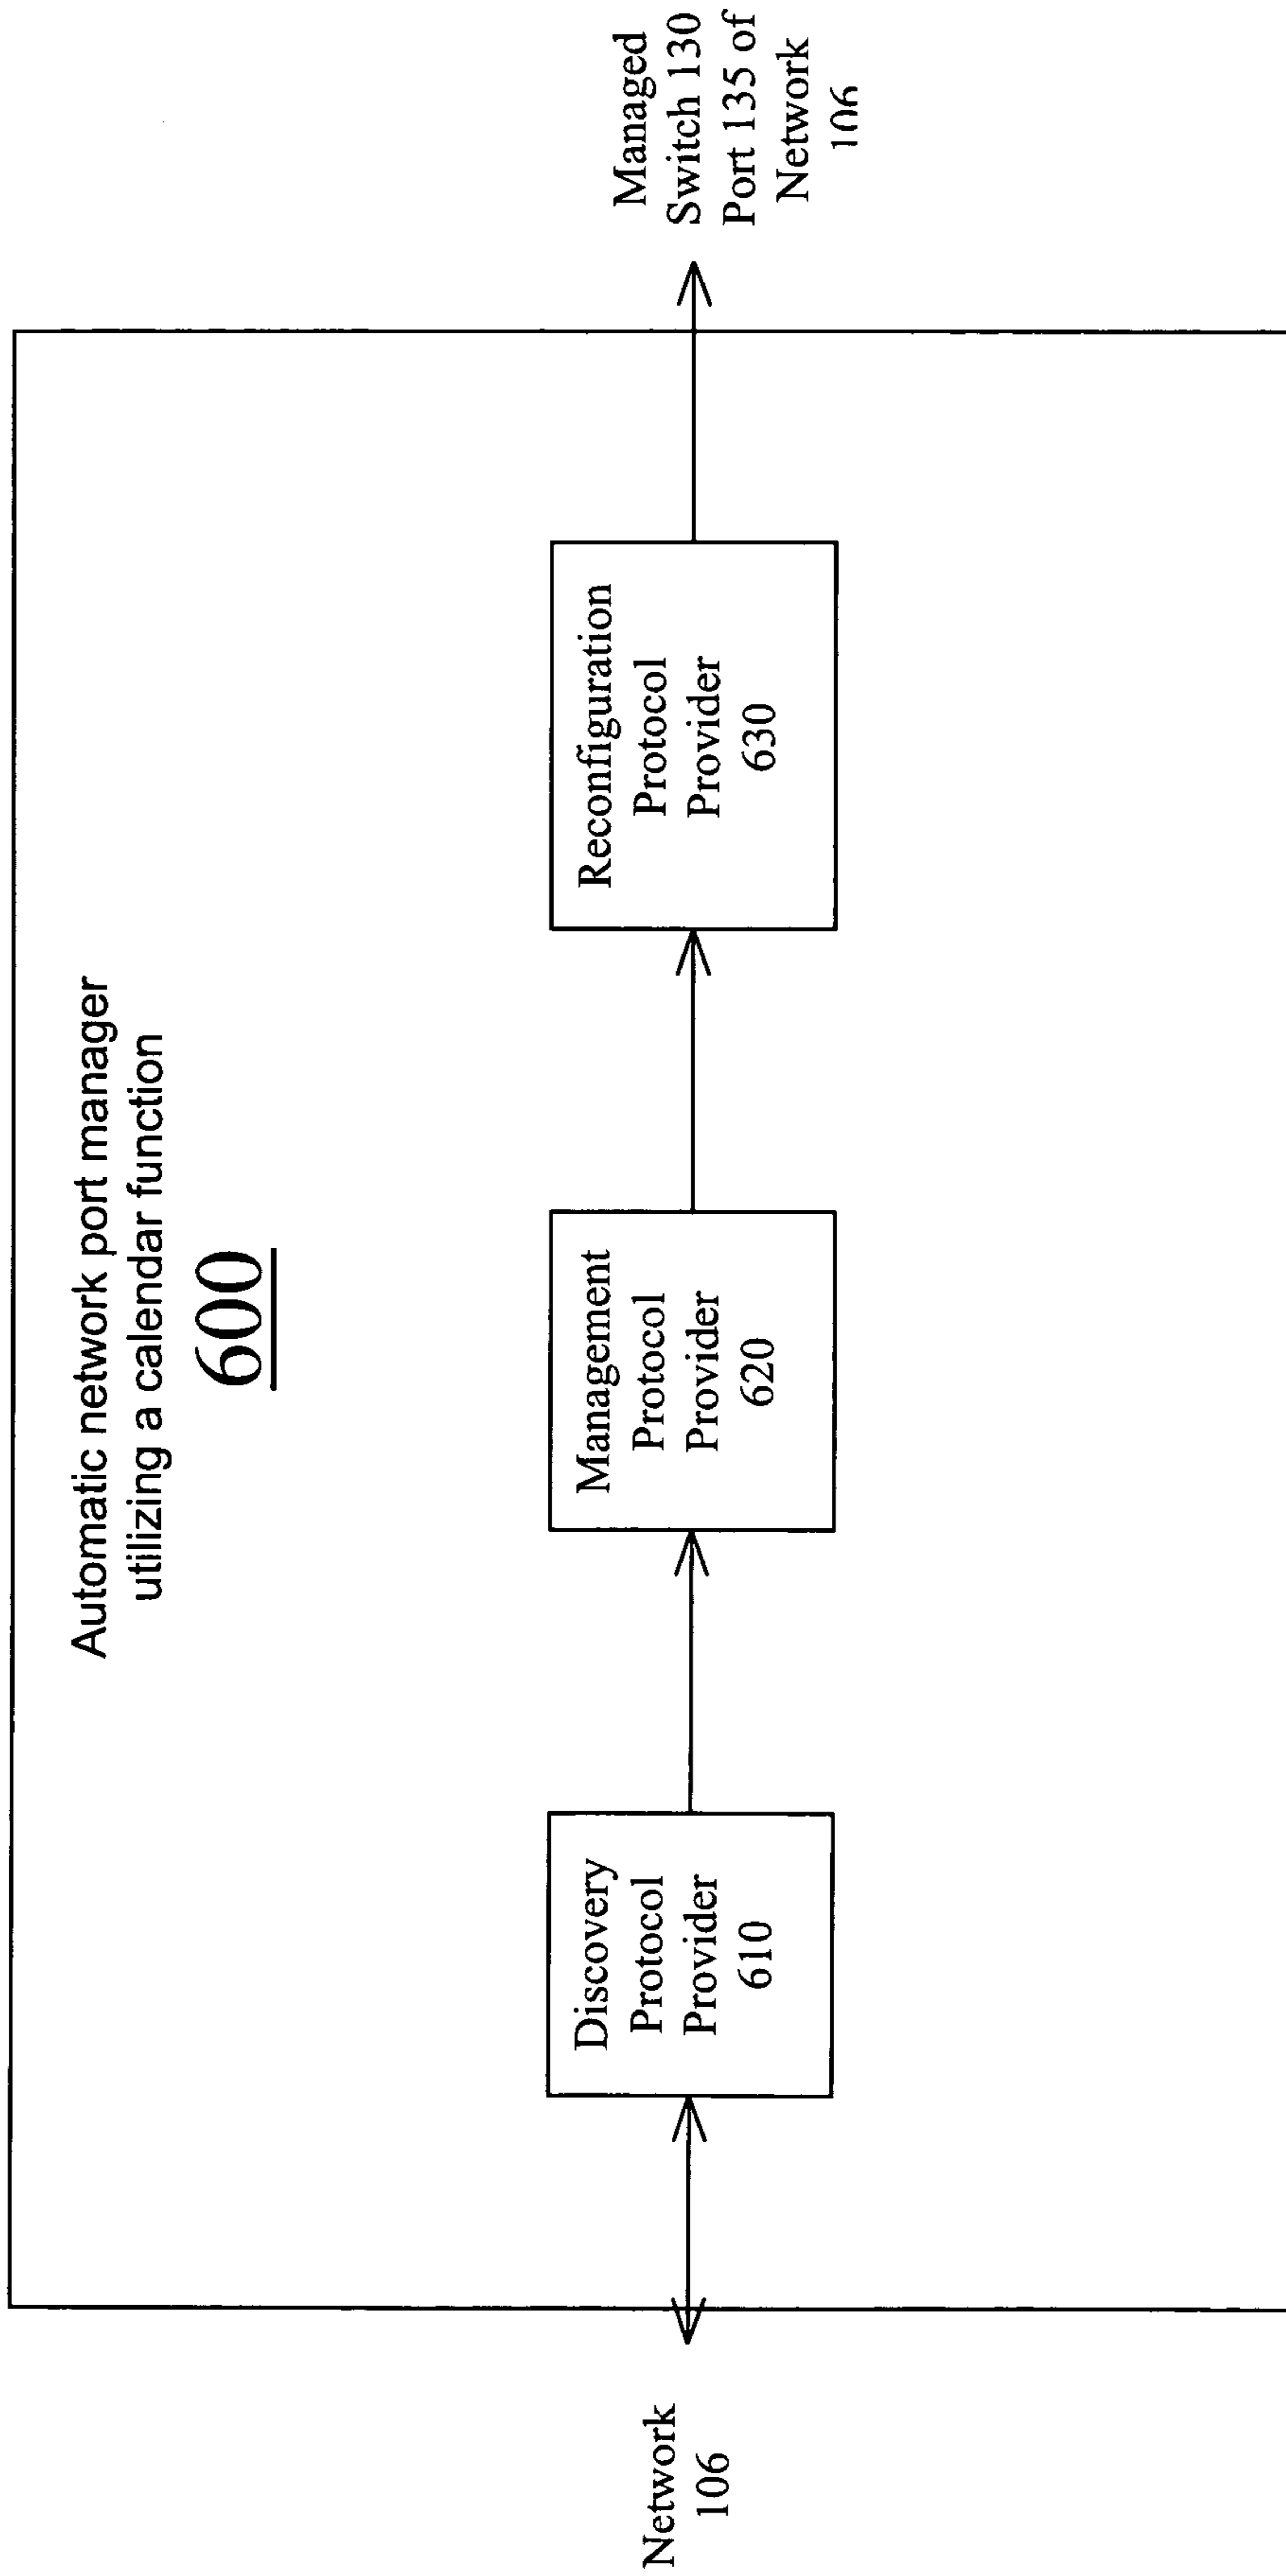 Automatic network port manager
utilizing a calendar function
600
Network
106
Discovery
Protocol
Provider
610
Management
Protocol
Provider
620
Reconfiguration
Protocol
Provider
630
Managed
Switch 130
Port 135 of
Network
106